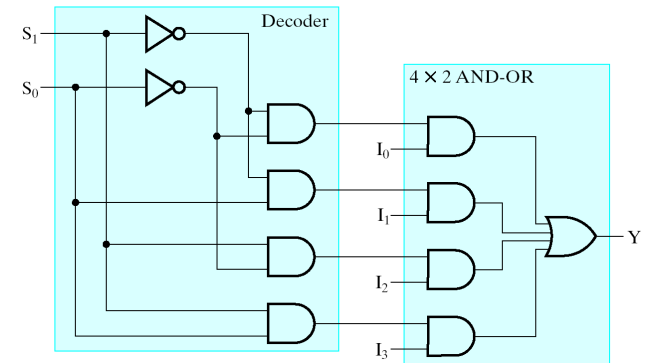 Decoder
S₁
S₀
4 × 2 AND-OR
I₀
I₁
Y
I₂
I₃